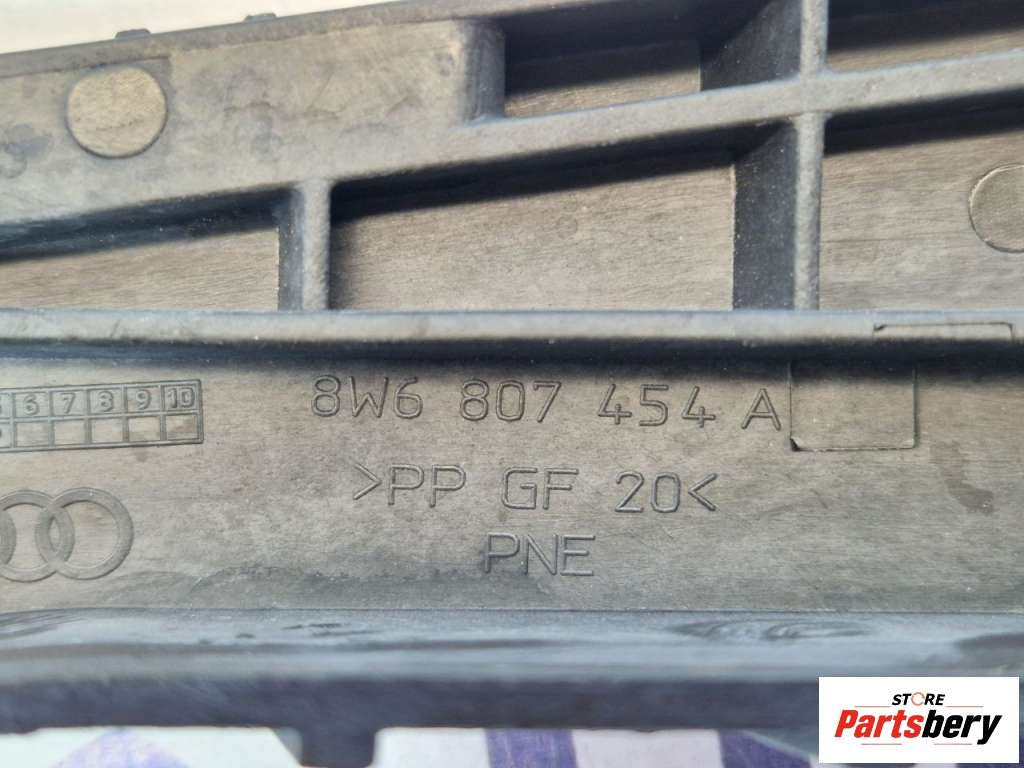 6 7 8 9 10
8W6 807 454 A
>PP GF 20<
PNE
STORE
Partsbery